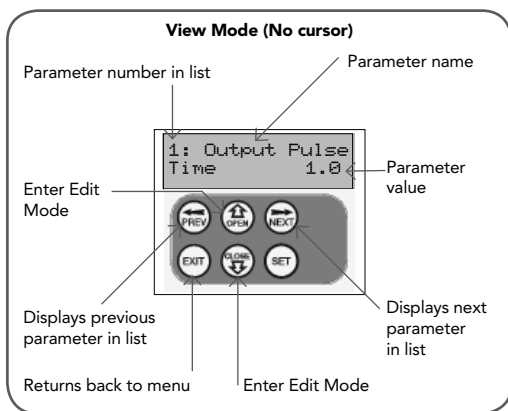 View Mode (No cursor)
Parameter number in list
Parameter name
1: Output Pulse
Time 1.0
Parameter
value
Enter Edit
Mode
PREV
OPEN
NEXT
EXIT
CLOSE
SET
Displays previous
parameter in list
Displays next
parameter
in list
Returns back to menu
Enter Edit Mode